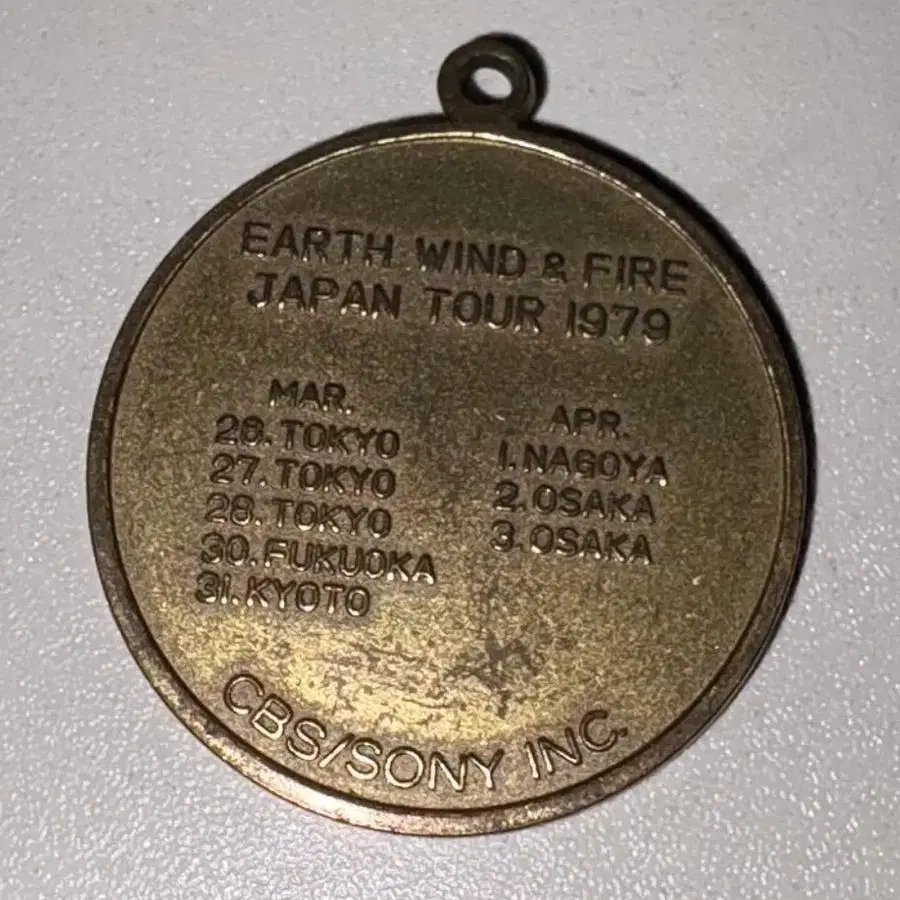 EARTH WIND & FIRE
JAPAN TOUR 1979
MAR.
26. TOKYO
27. TOKYO
28. TOKYO
30. FUKUOKA
31. KYOTO
APR.
1. NAGOYA
2. OSAKA
3. OSAKA
CBS/SONY INC.